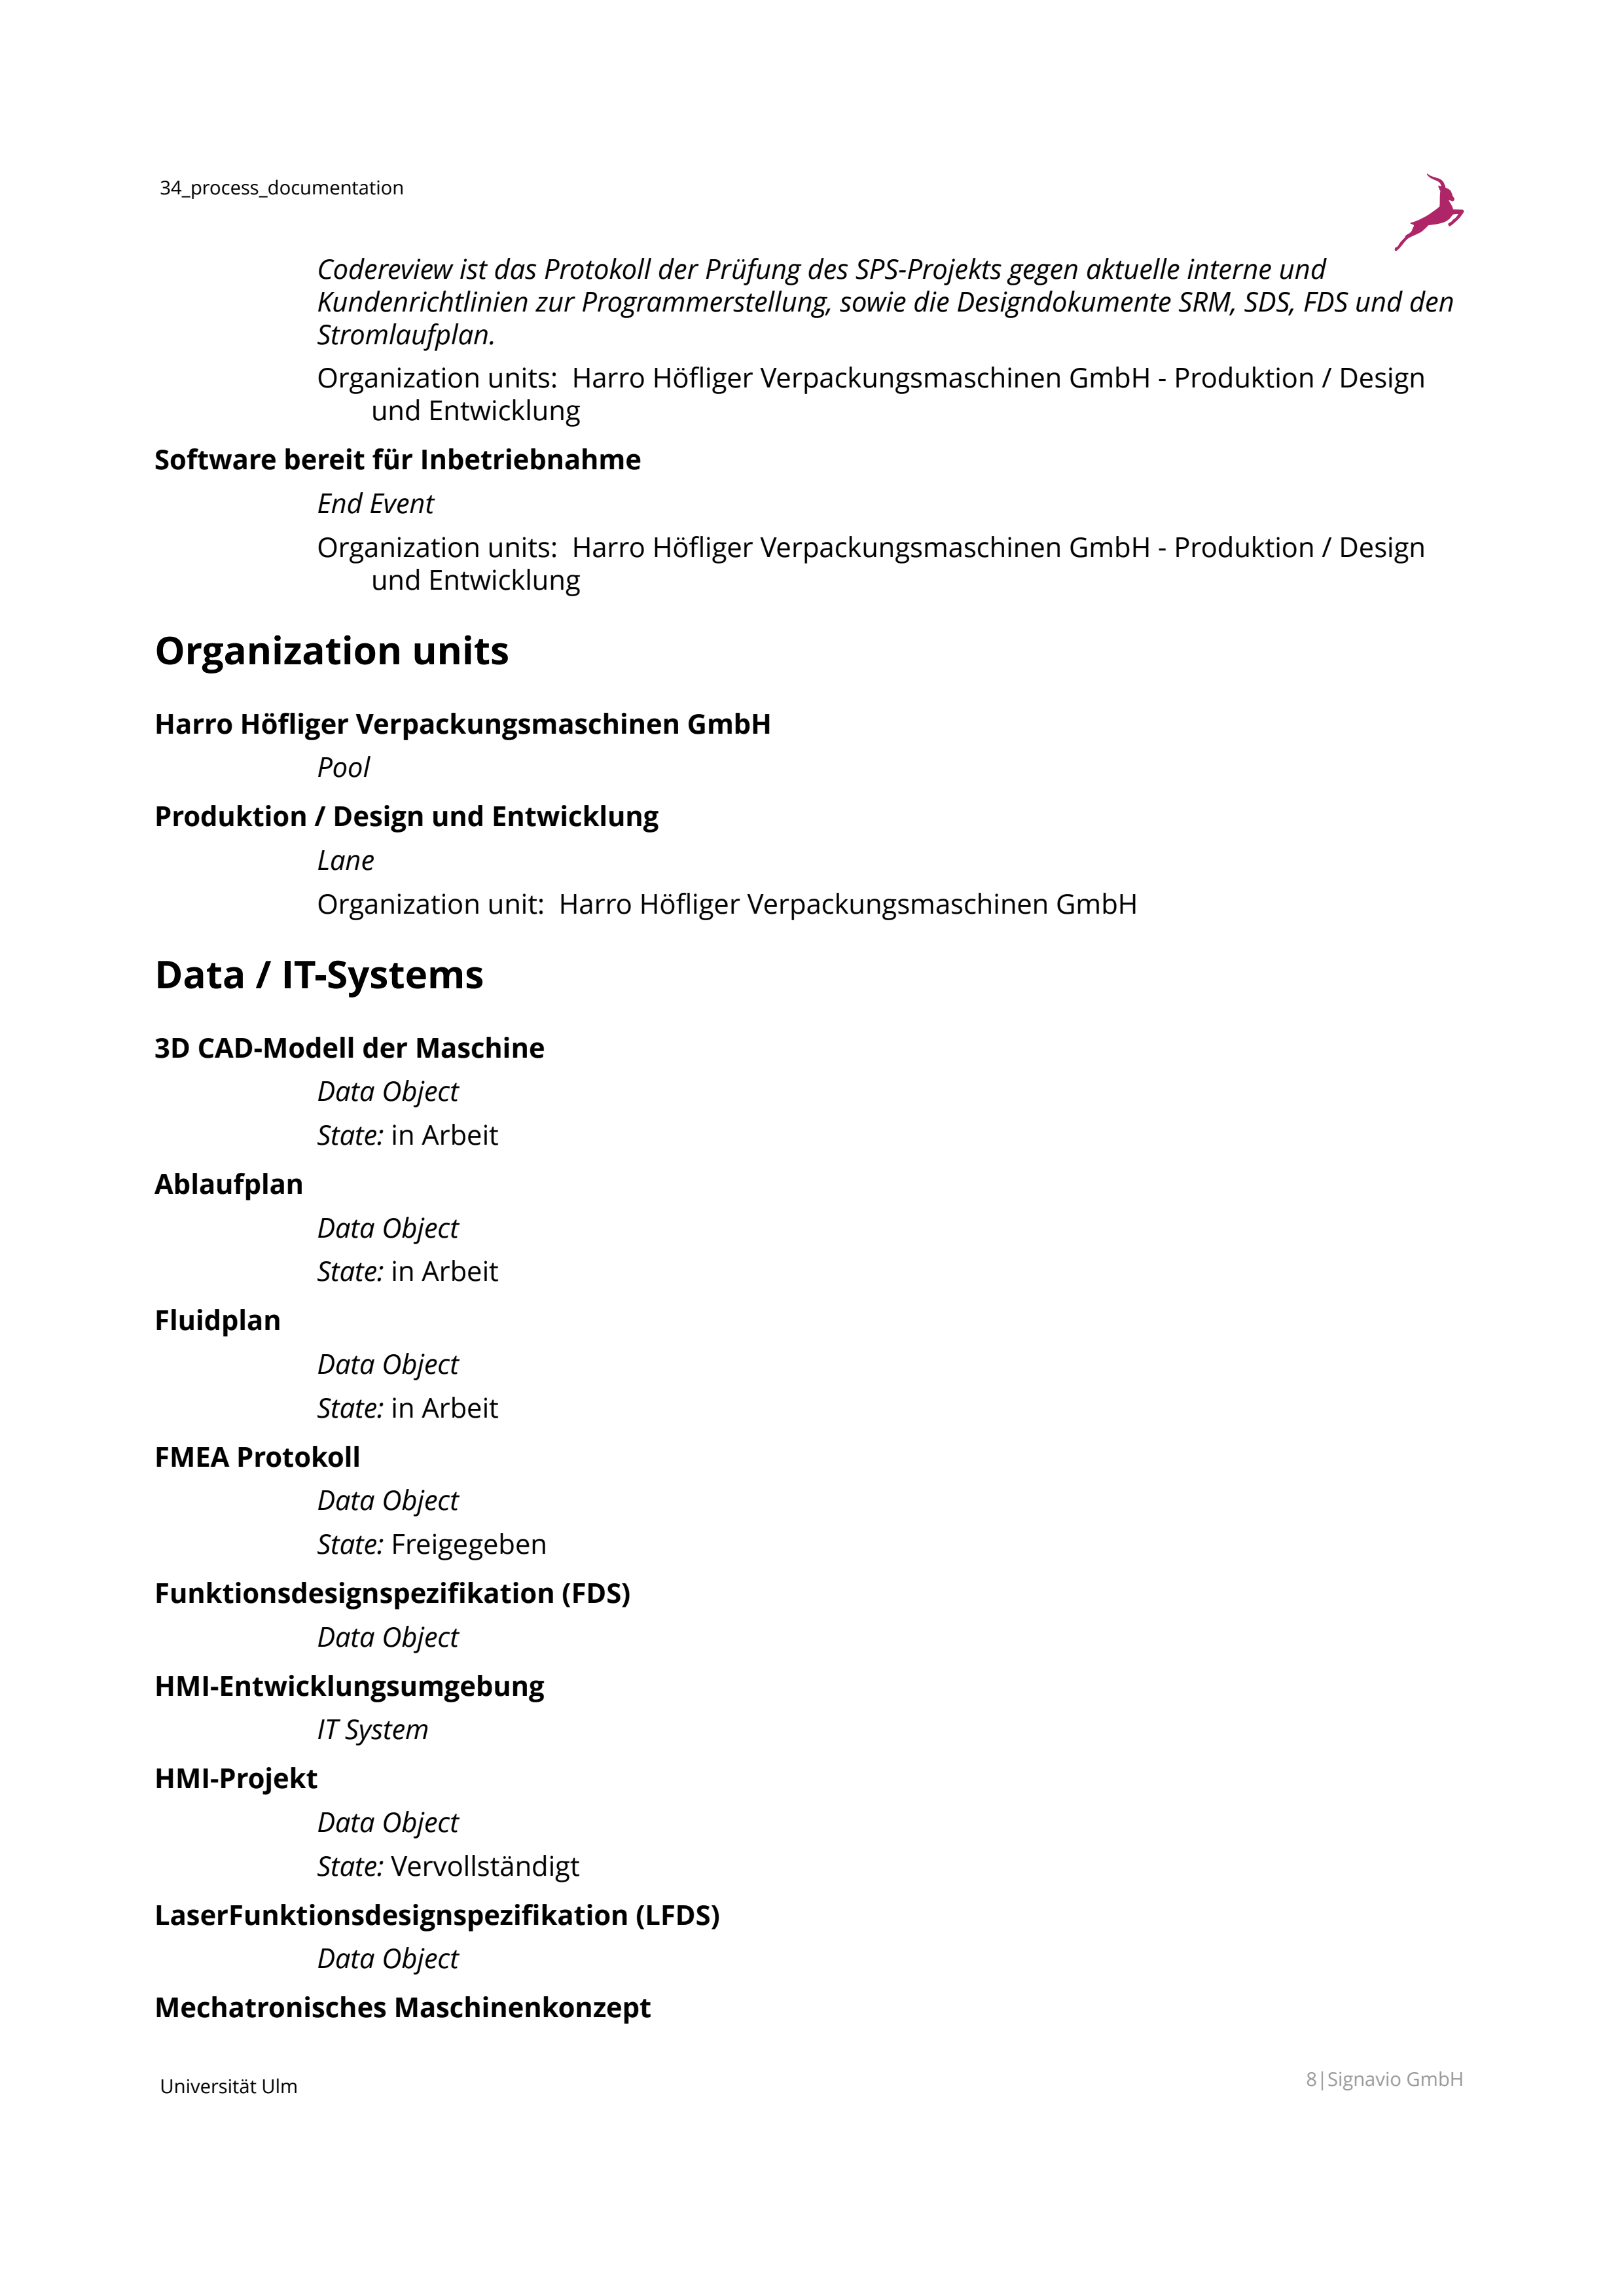 34_process_documentation
Codereview ist das Protokoll der Prüfung des SPS-Projekts gegen aktuelle interne und
Kundenrichtlinien zur Programmerstellung, sowie die Designdokumente SRM, SDS, FDS und den
Stromlaufplan.
Organization units:  Harro Höfliger Verpackungsmaschinen GmbH - Produktion / Design
und Entwicklung
Software bereit für Inbetriebnahme
End Event
Organization units:  Harro Höfliger Verpackungsmaschinen GmbH - Produktion / Design
und Entwicklung
Organization units
Harro Höfliger Verpackungsmaschinen GmbH
Pool
Produktion / Design und Entwicklung
Lane
Organization unit:  Harro Höfliger Verpackungsmaschinen GmbH
Data / IT-Systems
3D CAD-Modell der Maschine
Data Object
State: in Arbeit
Ablaufplan
Data Object
State: in Arbeit
Fluidplan
Data Object
State: in Arbeit
FMEA Protokoll
Data Object
State: Freigegeben
Funktionsdesignspezifikation (FDS)
Data Object
HMI-Entwicklungsumgebung
IT System
HMI-Projekt
Data Object
State: Vervollständigt
LaserFunktionsdesignspezifikation (LFDS)
Data Object
Mechatronisches Maschinenkonzept
Universität Ulm
8|Signavio GmbH